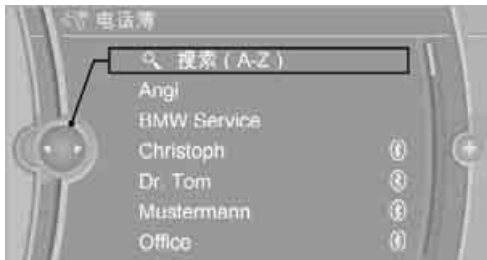 电话簿
搜索 ( A-Z )
Angi
BMW Service
Christoph
Dr. Tom
Mustermann
Office